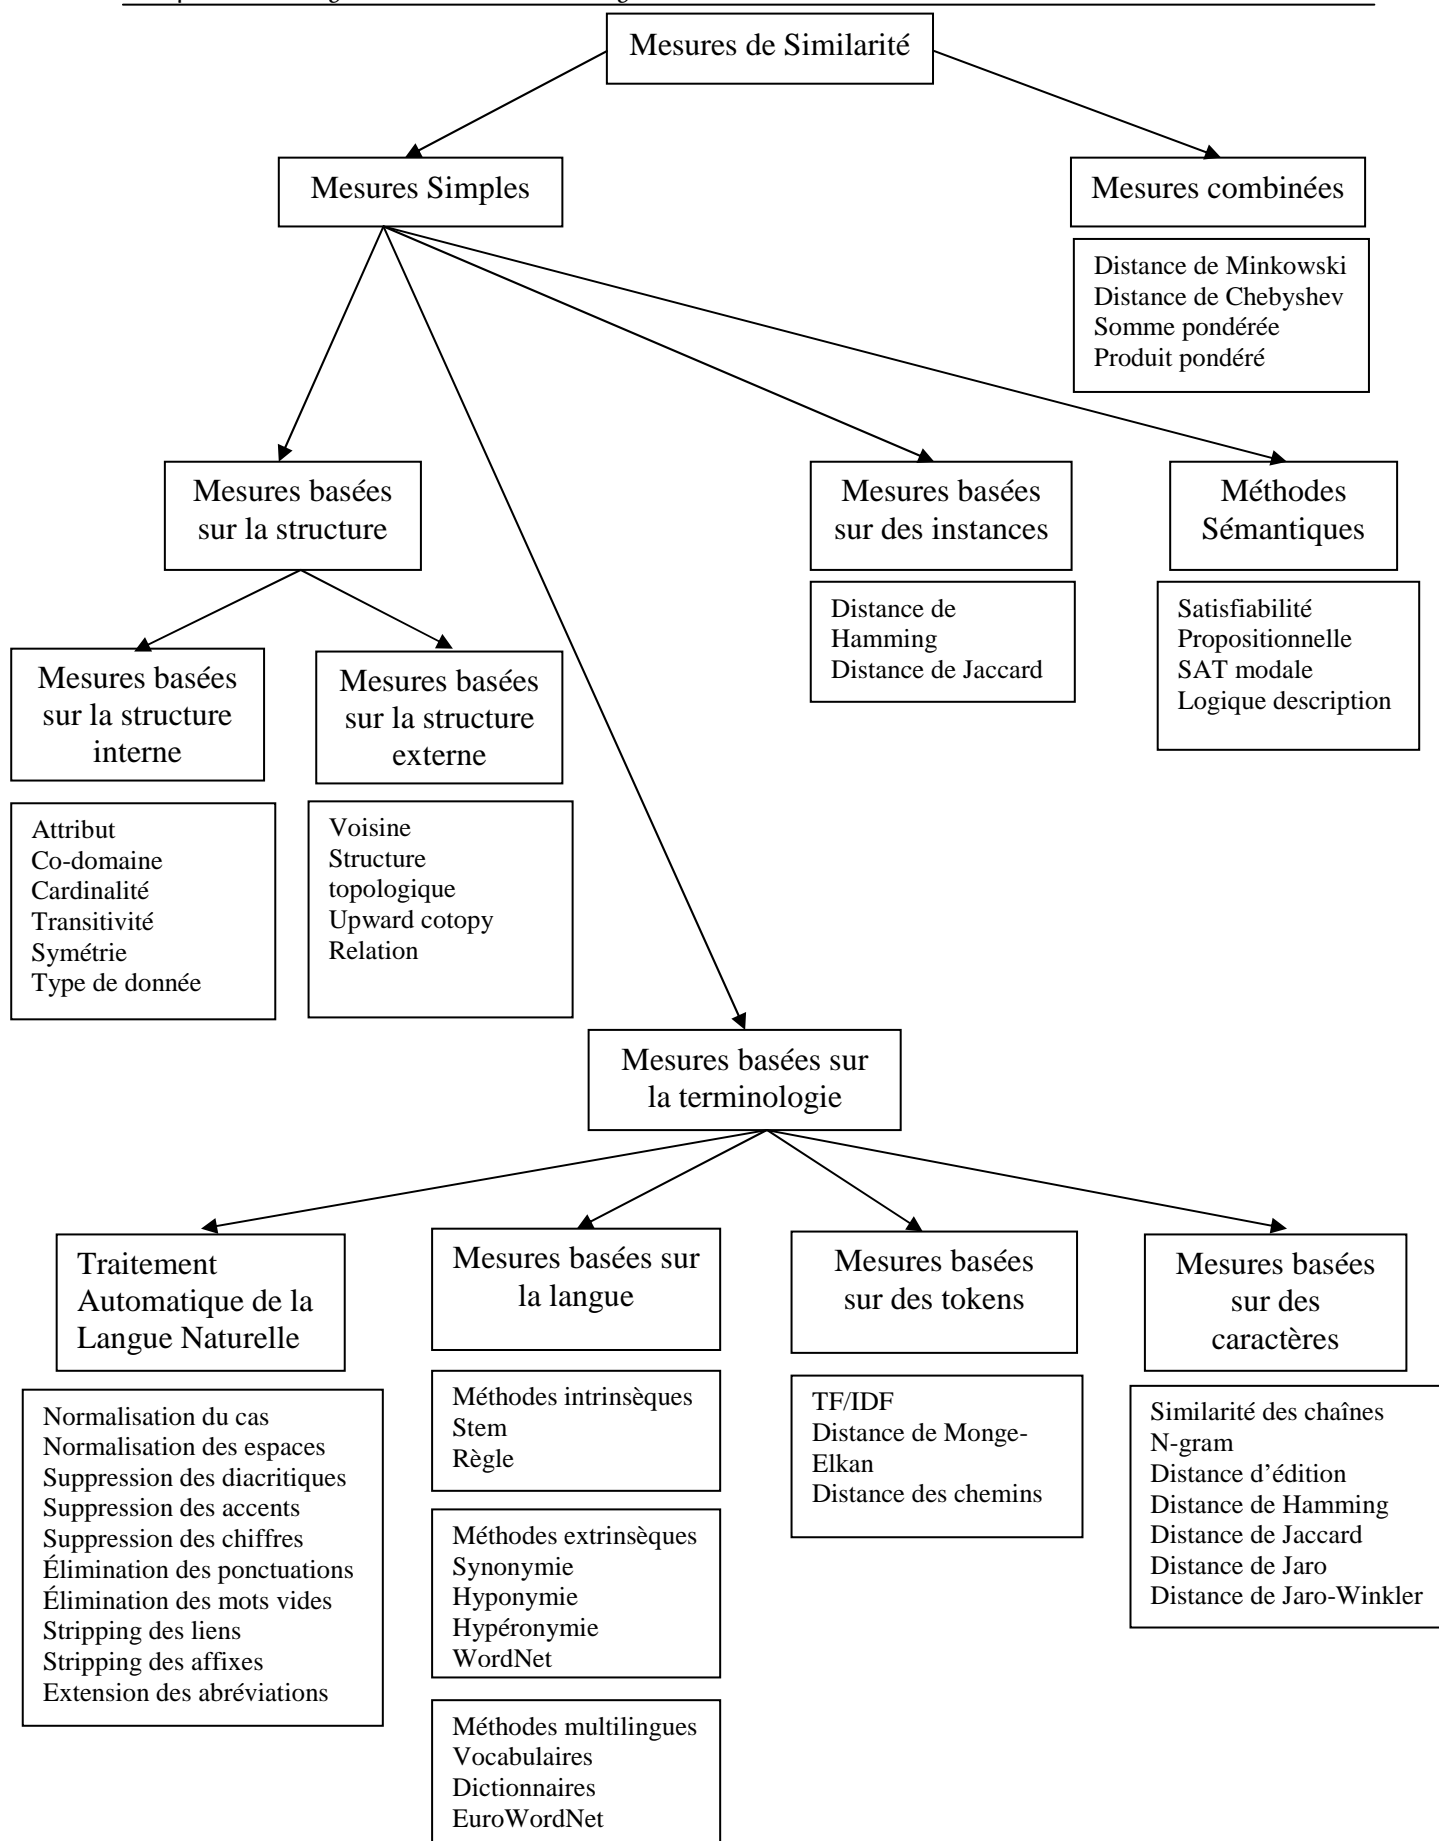 Mesures de Similarité
Mesures Simples
Mesures combinées
Distance de Minkowski
Distance de Chebyshev
Somme pondérée
Produit pondéré
Mesures basées
sur la structure
Mesures basées
sur des instances
Méthodes
Sémantiques
Distance de
Hamming
Distance de Jaccard
Satisfiabilité
Propositionnelle
SAT modale
Logique description
Mesures basées
sur la structure
interne
Mesures basées
sur la structure
externe
Attribut
Co-domaine
Cardinalité
Transitivité
Symétrie
Type de donnée
Voisine
Structure
topologique
Upward cotopy
Relation
Mesures basées sur
la terminologie
Traitement
Automatique de la
Langue Naturelle
Mesures basées sur
la langue
Mesures basées
sur des tokens
Mesures basées
sur des
caractères
Normalisation du cas
Normalisation des espaces
Suppression des diacritiques
Suppression des accents
Suppression des chiffres
Élimination des ponctuations
Élimination des mots vides
Stripping des liens
Stripping des affixes
Extension des abréviations
Méthodes intrinsèques
Stem
Règle
Méthodes extrinsèques
Synonymie
Hyponymie
Hypéronymie
WordNet
Méthodes multilingues
Vocabulaires
Dictionnaires
EuroWordNet
TF/IDF
Distance de Monge-
Elkan
Distance des chemins
Similarité des chaînes
N-gram
Distance d’édition
Distance de Hamming
Distance de Jaccard
Distance de Jaro
Distance de Jaro-Winkler